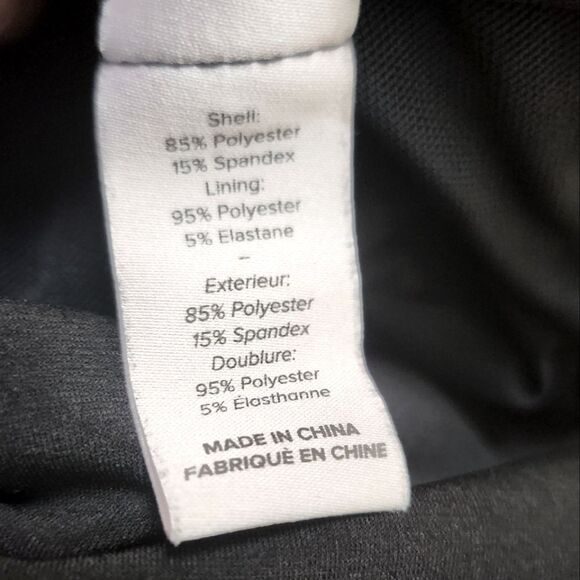 Shell:
85% Polyester
15% Spandex
Lining:
95% Polyester
5% Elastane
-
Exterieur:
85% Polyester
15% Spandex
Doublure:
95% Polyester
5% Élasthanne
MADE IN CHINA
FABRIQUÈ EN CHINE